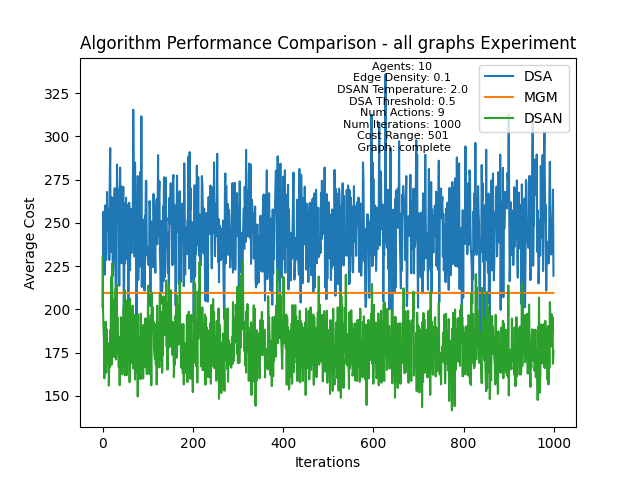 Algorithm Performance Comparison - all graphs Experiment
Agents: 10
Edge Density: 0.1
DSAN Temperature: 2.0
DSA Threshold: 0.5
Num Actions: 9
Num Iterations: 1000
Cost Range: 501
Graph: complete
DSA
MGM
DSAN
Average Cost
325
300
275
250
225
200
175
150
0
200
400
600
800
1000
Iterations